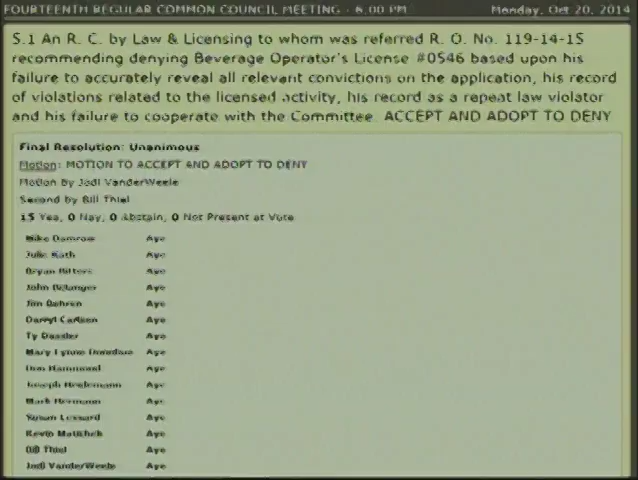 FOURTEENTH REGULAR COMMON COUNCIL MEETING - 6:00 PM Monday, Oct 20, 2014
5.1 An R. C. by Law & Licensing to whom was referred R. O. No. 119-14-15
recommending denying Beverage Operator's License #0546 based upon his
failure to accurately reveal all relevant convictions on the application, his record
of violations related to the licensed activity, his record as a repeat law violator
and his failure to cooperate with the Committee. ACCEPT AND ADOPT TO DENY
Final Resolution: Unanimous
Motion: MOTION TO ACCEPT AND ADOPT TO DENY
Motion by Jodi VanderWeele
Second by Bill Thiel
15 Yea, 0 Nay, 0 Abstain, 0 Not Present at Vote
Mike Damrow Aye
Julie Kath Aye
Bryan Bitters Aye
John Belanger Aye
Jim Bohren Aye
Darryl Carlson Aye
Ty Aye
Mary Lynne Donohue Aye
Don Hammond Aye
Joseph Heidemann Aye
Mark Hermann Aye
Susan Lessard Aye
Kevin Matichek Aye
Bill Thiel Aye
Jodi VanderWeele Aye